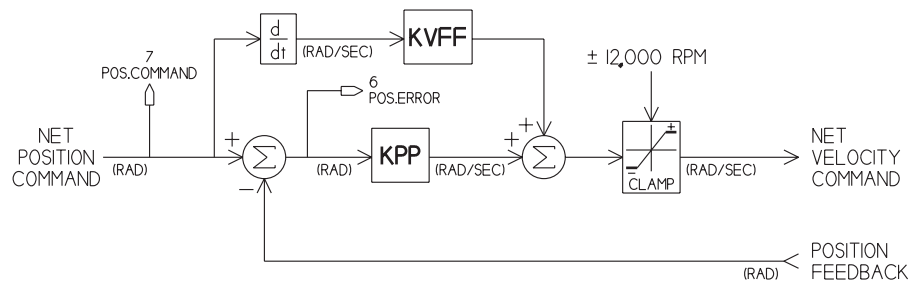 d
dt
(RAD/SEC)
KVFF
7
POS.COMMAND
6
POS.ERROR
± 12,000 RPM
NET
POSITION
COMMAND
(RAD)
+
Σ
−
(RAD)
KPP
(RAD/SEC)
+
+
Σ
+
−
CLAMP
(RAD/SEC)
NET
VELOCITY
COMMAND
(RAD)
POSITION
FEEDBACK